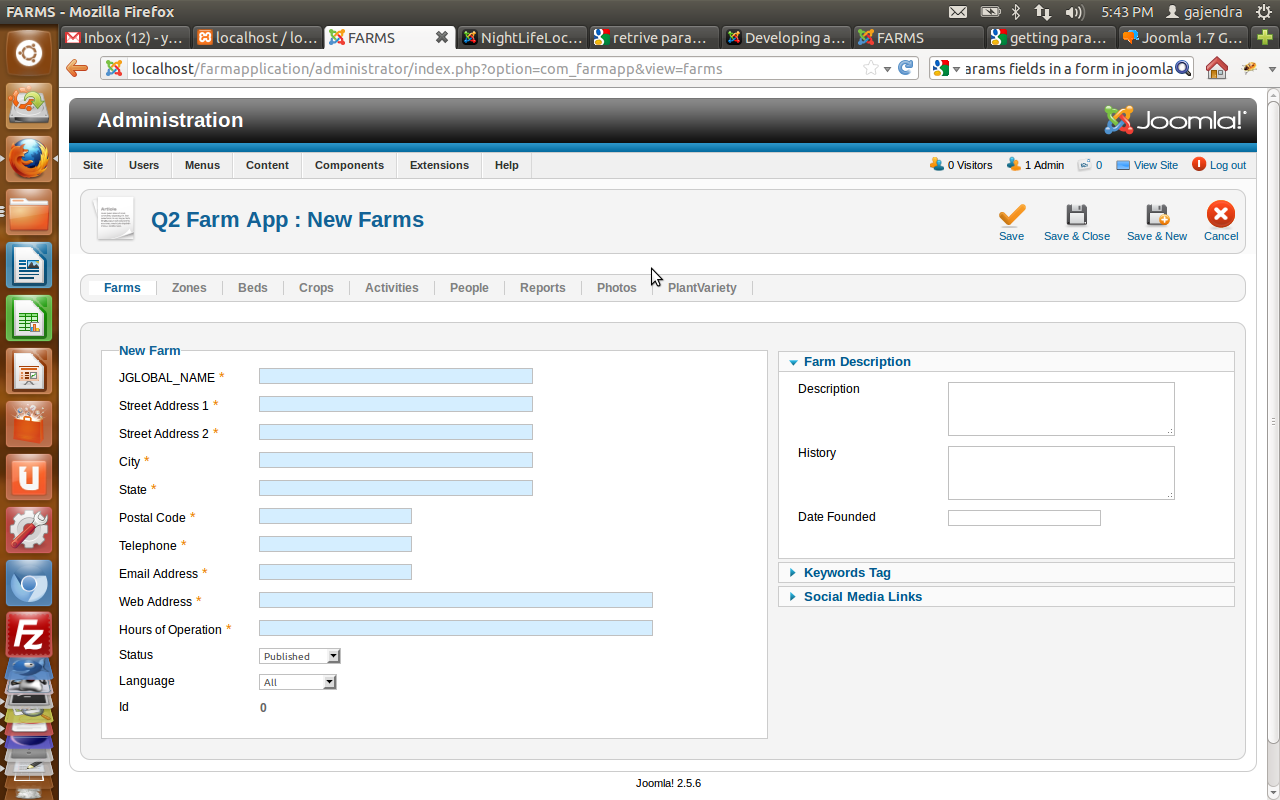 FARMS - Mozilla Firefox
5:43 PM gajendra
Inbox (12) - y... localhost / lo... FARMS NightLifeLoc... retrive para... Developing a... FARMS getting para... Joomla 1.7 G...
localhost/farmapplication/administrator/index.php?option=com_farmapp&view=farms
arams fields in a form in joomla
Administration
Joomla!
Site Users Menus Content Components Extensions Help
0 Visitors 1 Admin 0 View Site Log out
Q2 Farm App : New Farms
Save Save & Close Save & New Cancel
Farms Zones Beds Crops Activities People Reports Photos PlantVariety
New Farm
JGLOBAL_NAME *
Street Address 1 *
Street Address 2 *
City *
State *
Postal Code *
Telephone *
Email Address *
Web Address *
Hours of Operation *
Status Published
Language All
Id 0
Farm Description
Description
History
Date Founded
Keywords Tag
Social Media Links
Joomla! 2.5.6